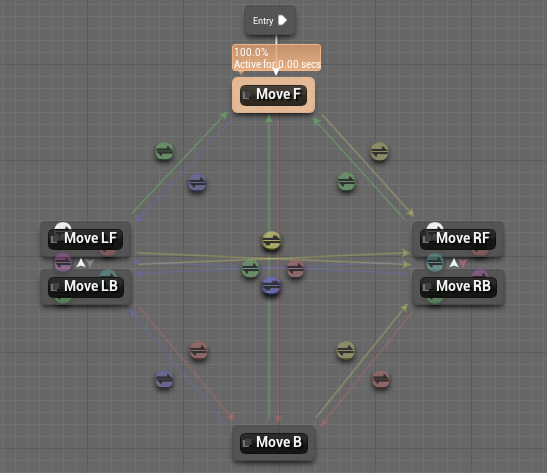 Entry
100.0%
Active for 0.00 secs
Move F
Move LF
Move RF
Move LB
Move RB
Move B